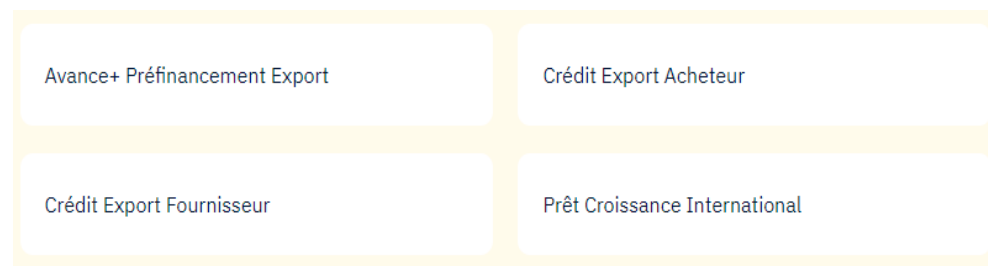 Avance+ Préfinancement Export
Crédit Export Acheteur
Crédit Export Fournisseur
Prêt Croissance International